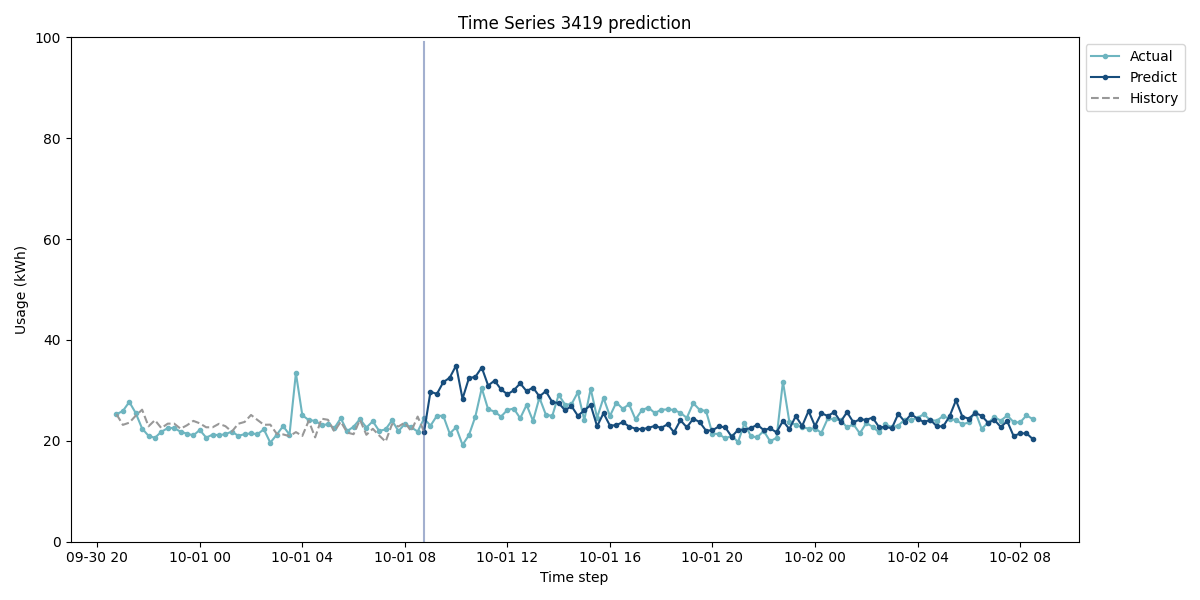 Time Series 3419 prediction
Usage (kWh)
100
80
60
40
20
0
09-30 20
10-01 00
10-01 04
10-01 08
10-01 12
10-01 16
10-01 20
10-02 00
10-02 04
10-02 08
Time step
Actual
Predict
History